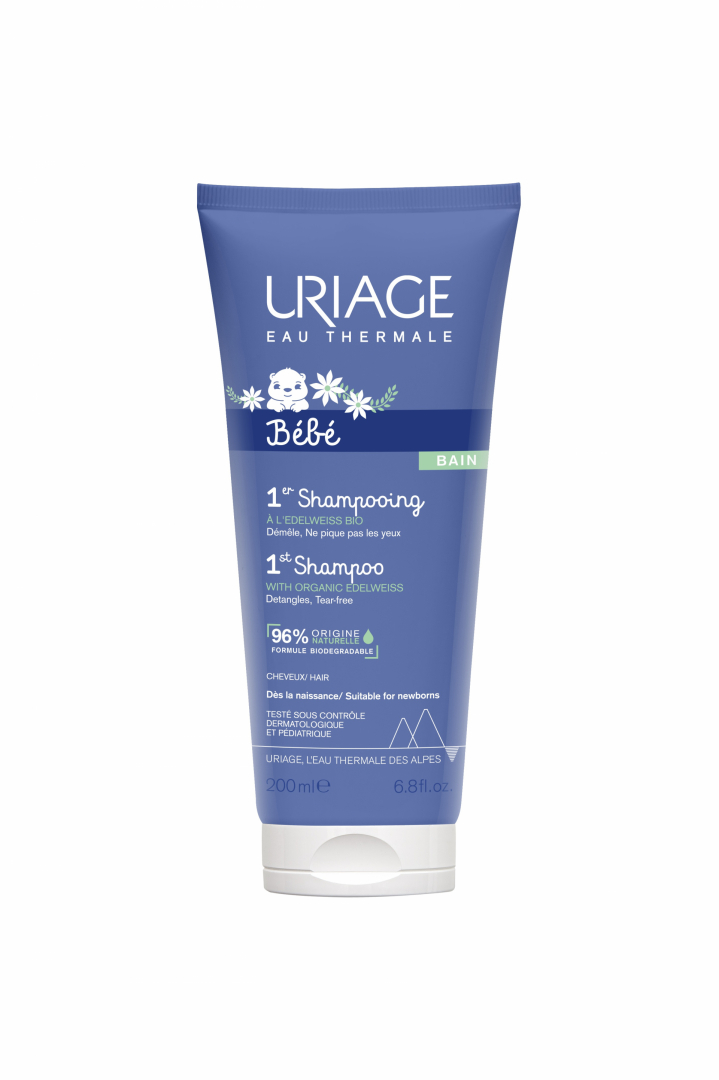 URIAGE
EAU THERMALE
Bébé
BAIN
1er Shampooing
À L'EDELWEISS BIO
Démêle, Ne pique pas les yeux
1st Shampoo
WITH ORGANIC EDELWEISS
Detangles, Tear-free
96% ORIGINE NATURELLE
FORMULE BIODEGRADABLE
CHEVEUX/ HAIR
Dès la naissance/ Suitable for newborns
TESTÉ SOUS CONTRÔLE
DERMATOLOGIQUE
ET PÉDIATRIQUE
URIAGE, L'EAU THERMALE DES ALPES
200ml℮ 6.8fl.oz.